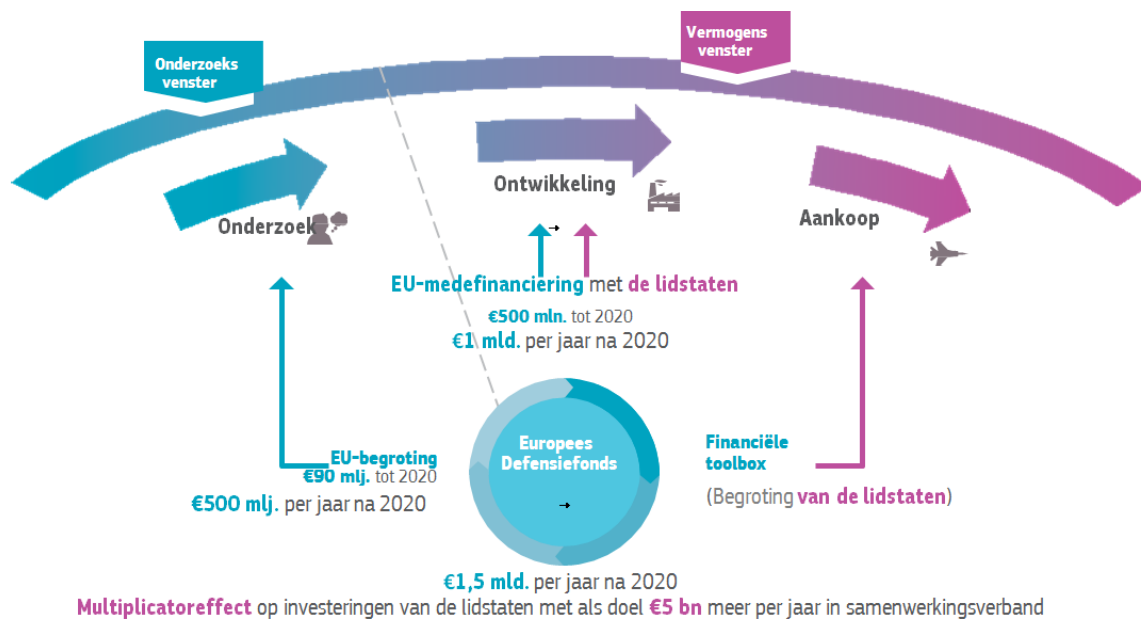 Onderzoeks
venster
Vermogens
venster
Onderzoek
Ontwikkeling
Aankoop
EU-medefinanciering met de lidstaten
€500 mln. tot 2020
€1 mld. per jaar na 2020
EU-begroting
€90 mlj. tot 2020
€500 mlj. per jaar na 2020
Europees
Defensiefonds
Financiële
toolbox
(Begroting van de lidstaten)
€1,5 mld. per jaar na 2020
Multiplicatoreffect op investeringen van de lidstaten met als doel €5 bn meer per jaar in samenwerkingsverband